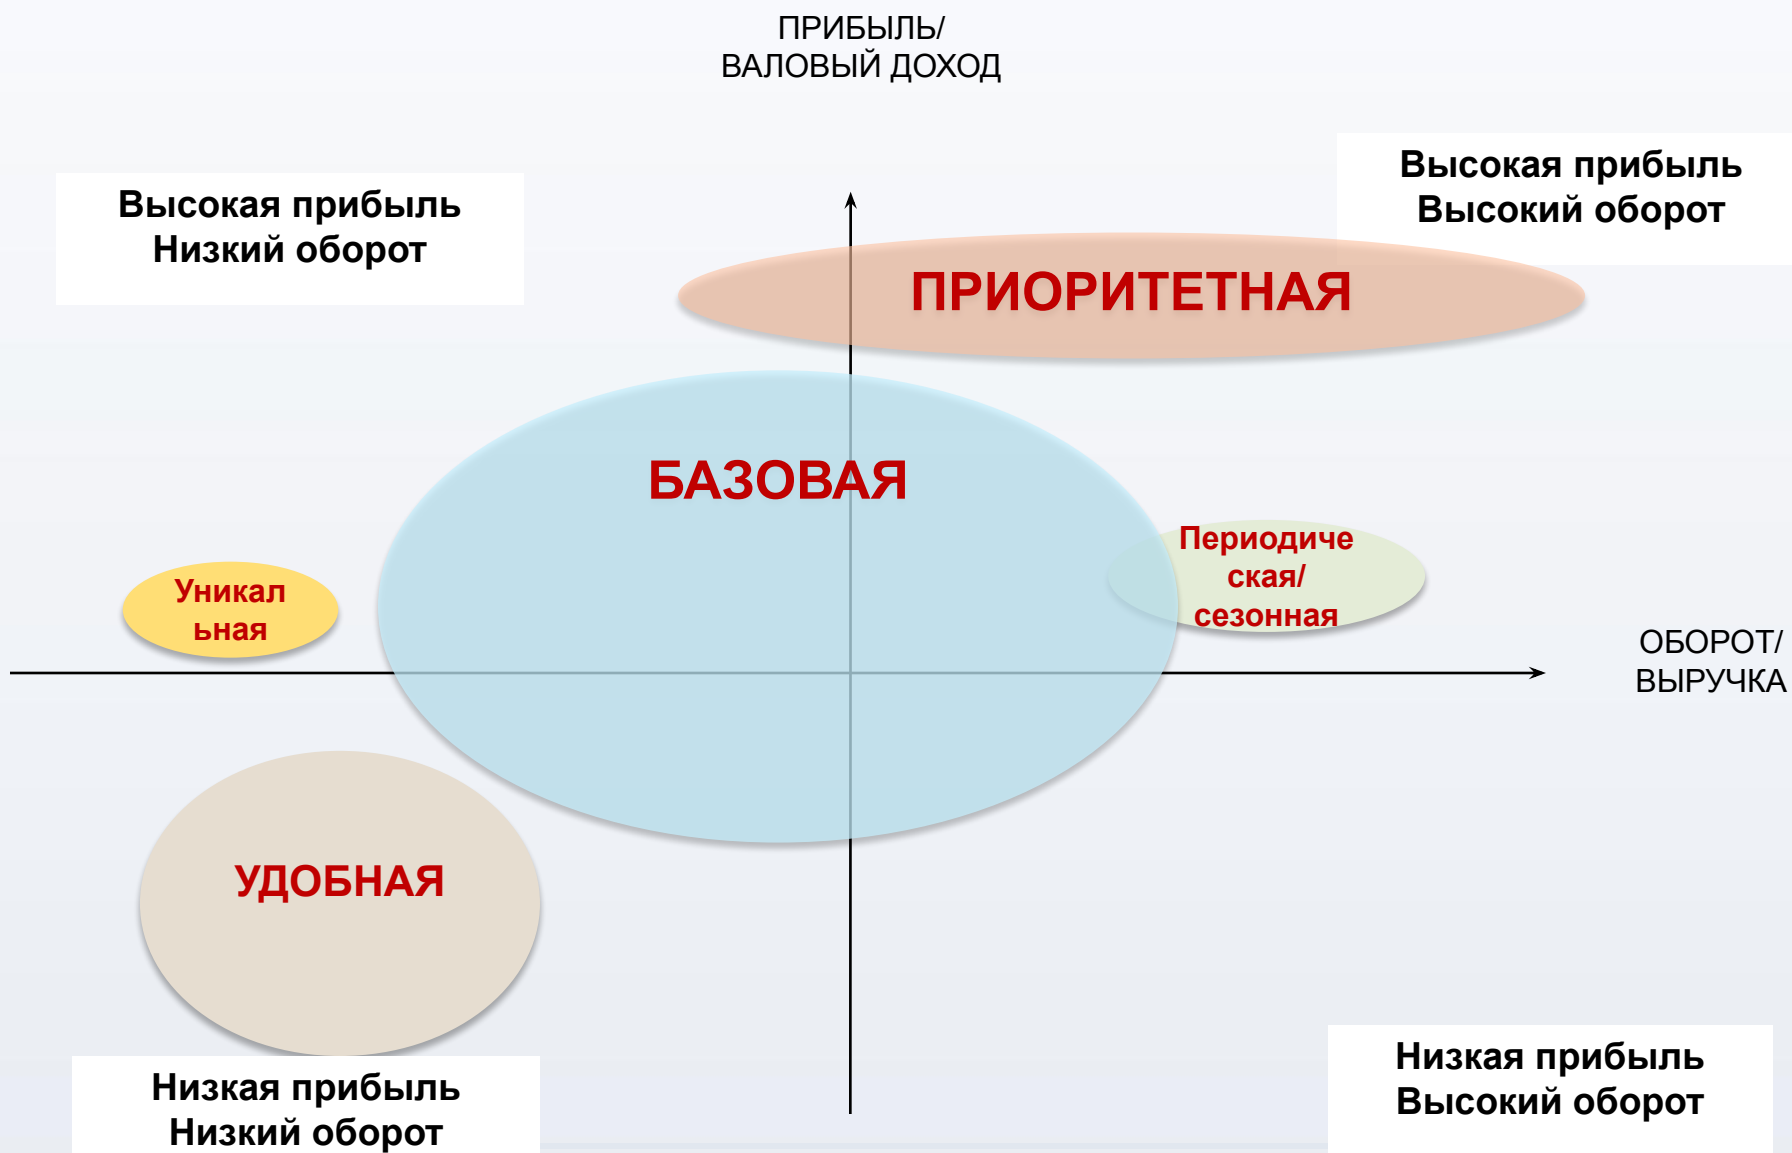 ПРИБЫЛЬ/
ВАЛОВЫЙ ДОХОД
Высокая прибыль
Низкий оборот
Высокая прибыль
Высокий оборот
ПРИОРИТЕТНАЯ
БАЗОВАЯ
Периодиче
ская/
сезонная
Уникал
ьная
ОБОРОТ/
ВЫРУЧКА
УДОБНАЯ
Низкая прибыль
Низкий оборот
Низкая прибыль
Высокий оборот